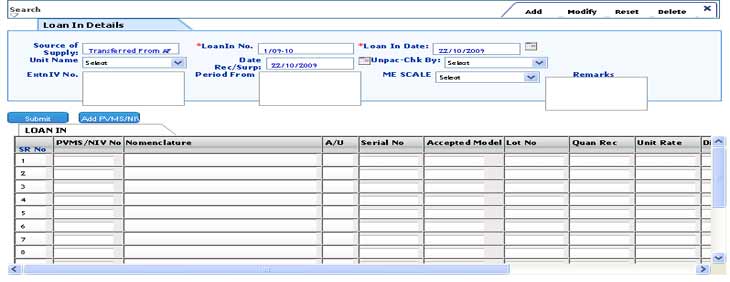 Search
Add Modify Reset Delete ×
Loan In Details
Source of Supply: Transferred From AF *LoanIn No. 1/09-10 *Loan In Date: 22/10/2009
Unit Name Select Date Rec/Surp: 22/10/2009 Unpac-Chk By: Select
ExtnIV No. Period From ME SCALE Select Remarks
Submit Add PVMS/NIV
LOAN IN
SR No PVMS/NIV No Nomenclature A/U Serial No Accepted Model Lot No Quan Rec Unit Rate Di
1
2
3
4
5
6
7
8